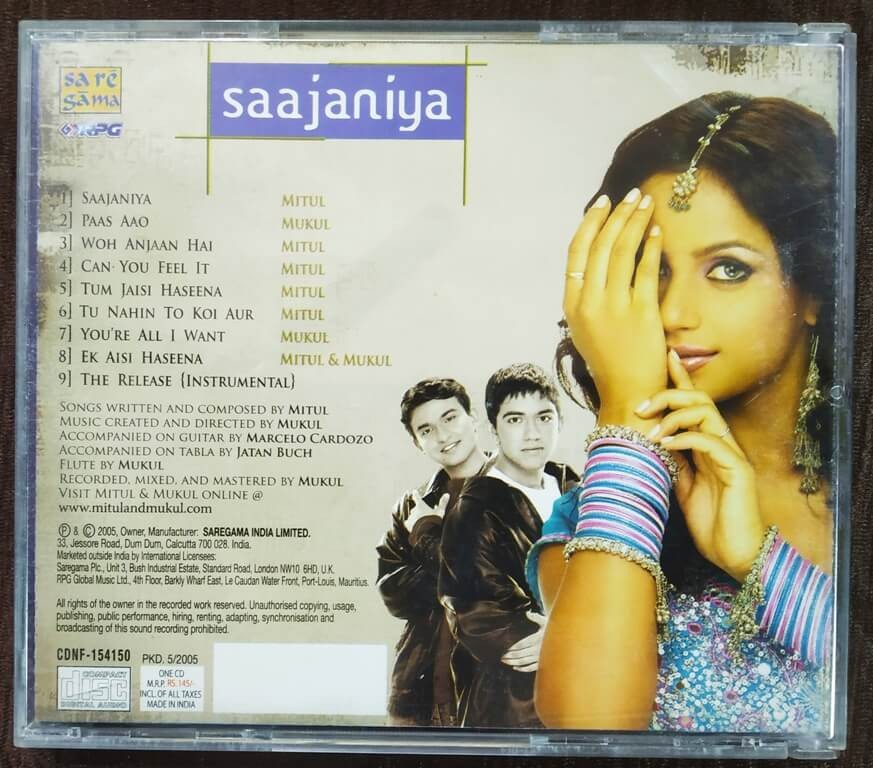 sa rē
gāma
RPG
saajaniya
1] Saajaniya Mitul
2] Paas Aao Mukul
3] Woh Anjaan Hai Mitul
4] Can You Feel It Mitul
5] Tum Jaisi Haseena Mitul
6] Tu Nahin To Koi Aur Mitul
7] You're All I Want Mukul
8] Ek Aisi Haseena Mitul & Mukul
9] The Release {Instrumental}
Songs written and composed by Mitul
Music created and directed by Mukul
Accompanied on guitar by Marcelo Cardozo
Accompanied on tabla by Jatan Buch
Flute by Mukul
Recorded, mixed, and mastered by Mukul
Visit Mitul & Mukul online @
www.mitulandmukul.com
℗ & © 2005, Owner, Manufacturer: SAREGAMA INDIA LIMITED.
33, Jessore Road, Dum Dum, Calcutta 700 028. India.
Marketed outside India by International Licensees:
Saregama Plc., Unit 3, Bush Industrial Estate, Standard Road, London NW10 6HD, U.K.
RPG Global Music Ltd., 4th Floor, Barkly Wharf East, Le Caudan Water Front, Port-Louis, Mauritius.
All rights of the owner in the recorded work reserved. Unauthorised copying, usage,
publishing, public performance, hiring, renting, adapting, synchronisation and
broadcasting of this sound recording prohibited.
CDNF-154150 PKD. 5/2005
COMPACT
disc
DIGITAL AUDIO
ONE CD
M.R.P. RS.145/-
INCL. OF ALL TAXES
MADE IN INDIA